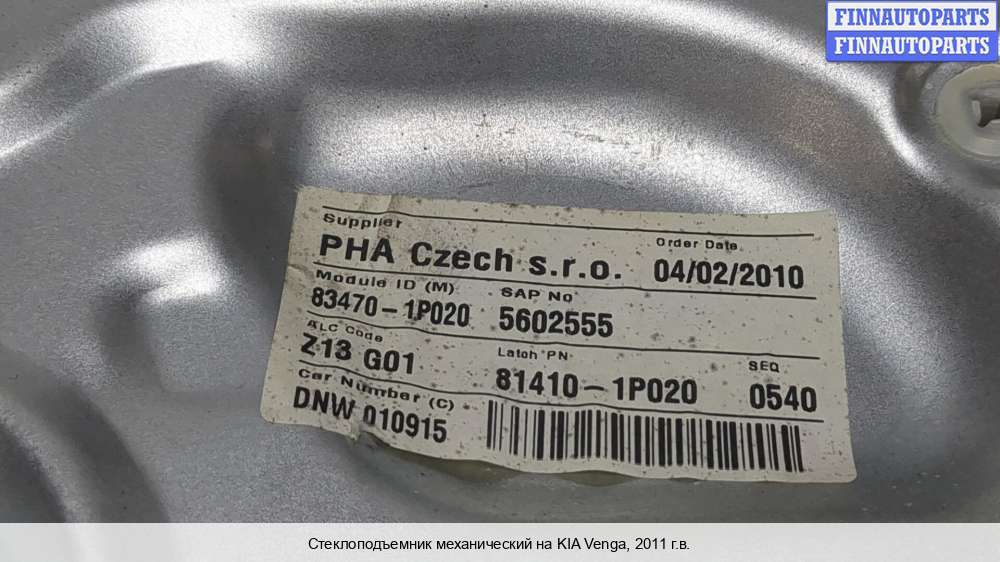 FINNAUTOPARTS
FINNAUTOPARTS
Supplier Order Date
PHA Czech s.r.o. 04/02/2010
Module ID (M) SAP No
83470-1P020 5602555
ALC Code Latch PN SEQ
Z13 G01 81410-1P020 0540
Car Number (C)
DNW 010915
Стеклоподъемник механический на KIA Venga, 2011 г.в.